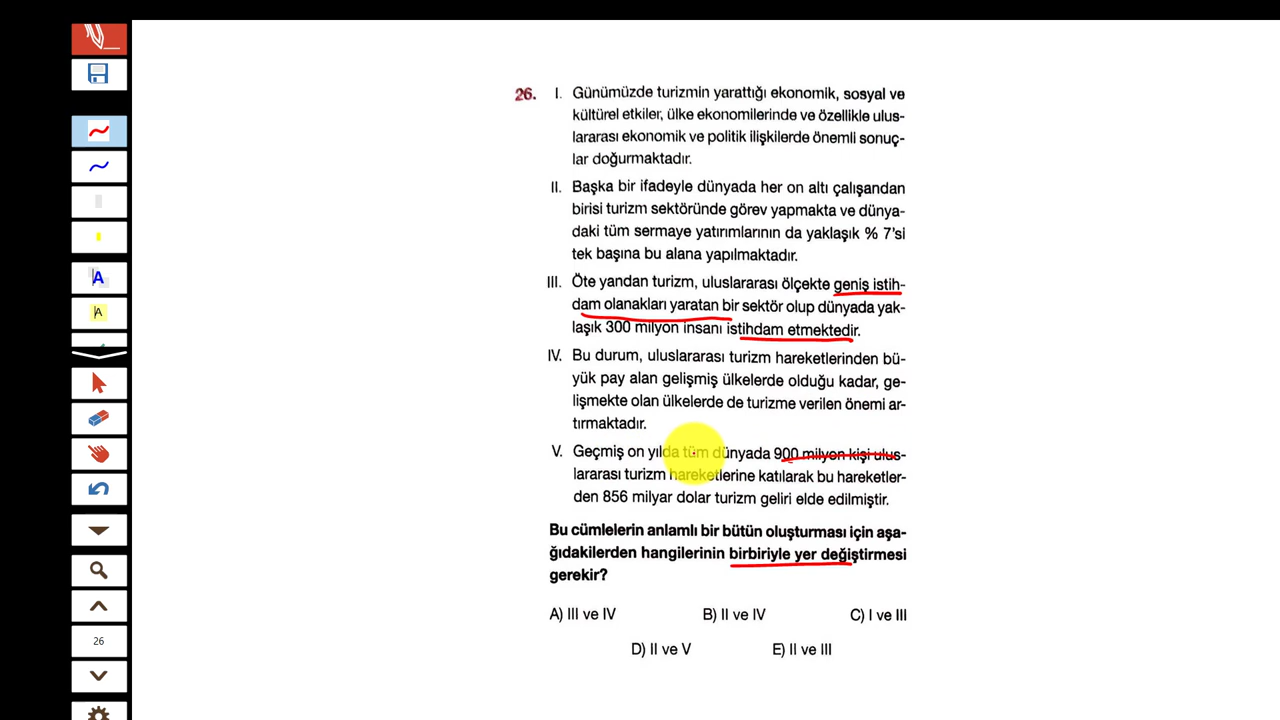 26. I. Günümüzde turizmin yarattığı ekonomik, sosyal ve
kültürel etkiler, ülke ekonomilerinde ve özellikle ulus-
lararası ekonomik ve politik ilişkilerde önemli sonuç-
lar doğurmaktadır.
II. Başka bir ifadeyle dünyada her on altı çalışandan
birisi turizm sektöründe görev yapmakta ve dünya-
daki tüm sermaye yatırımlarının da yaklaşık % 7'si
tek başına bu alana yapılmaktadır.
III. Öte yandan turizm, uluslararası ölçekte geniş istih-
dam olanakları yaratan bir sektör olup dünyada yak-
laşık 300 milyon insanı istihdam etmektedir.
IV. Bu durum, uluslararası turizm hareketlerinden bü-
yük pay alan gelişmiş ülkelerde olduğu kadar, ge-
lişmekte olan ülkelerde de turizme verilen önemi ar-
tırmaktadır.
V. Geçmiş on yılda tüm dünyada 900 milyon kişi ulus-
lararası turizm hareketlerine katılarak bu hareketler-
den 856 milyar dolar turizm geliri elde edilmiştir.
Bu cümlelerin anlamlı bir bütün oluşturması için aşa-
ğıdakilerden hangilerinin birbiriyle yer değiştirmesi
gerekir?
A) III ve IV B) II ve IV C) I ve III
D) II ve V E) II ve III
A
A
26